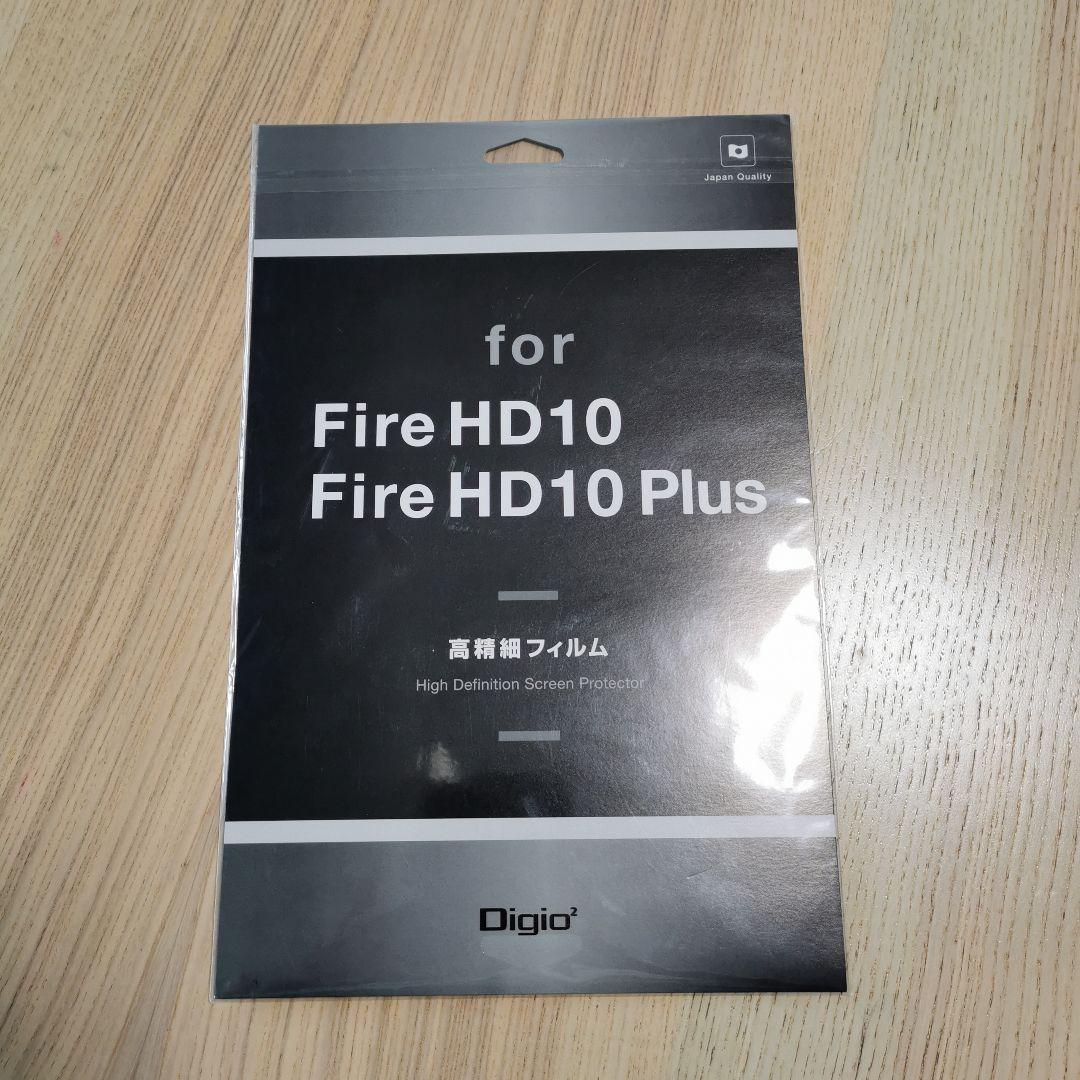 Japan Quality
for
Fire HD10
Fire HD10 Plus
高精細フィルム
High Definition Screen Protector
Digio²